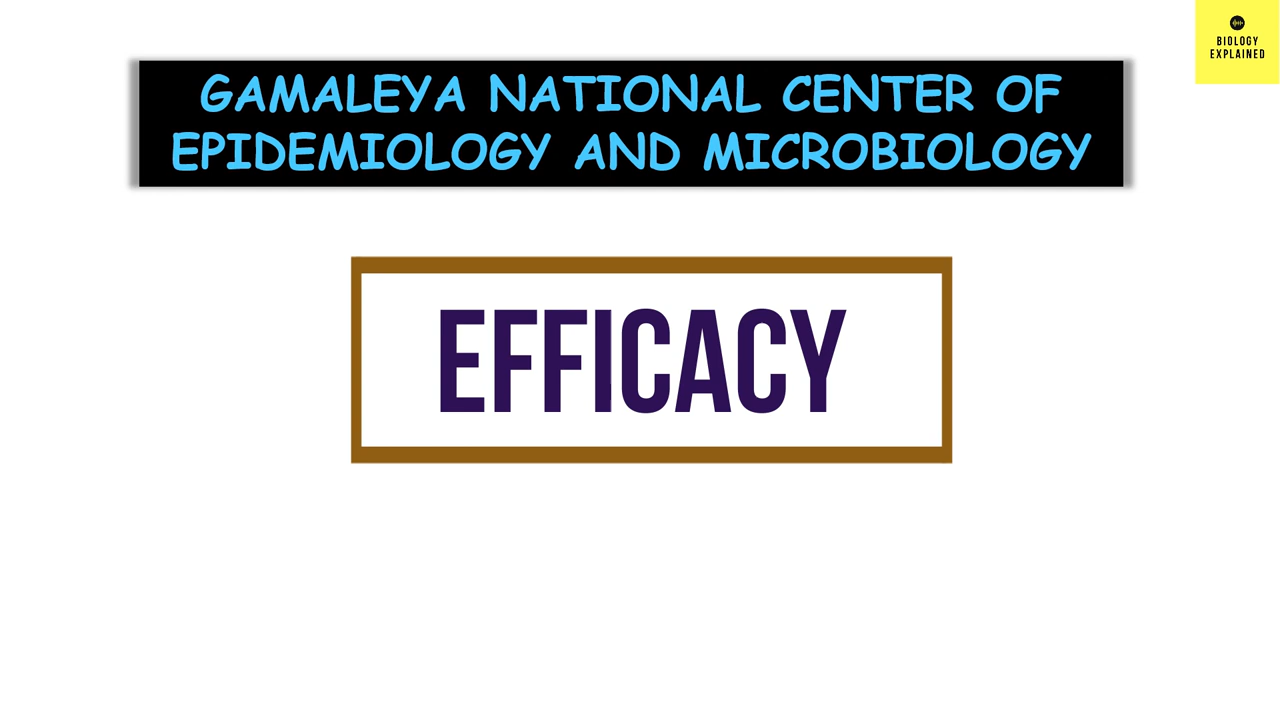 BIOLOGY
EXPLAINED
GAMALEYA NATIONAL CENTER OF
EPIDEMIOLOGY AND MICROBIOLOGY
EFFICACY